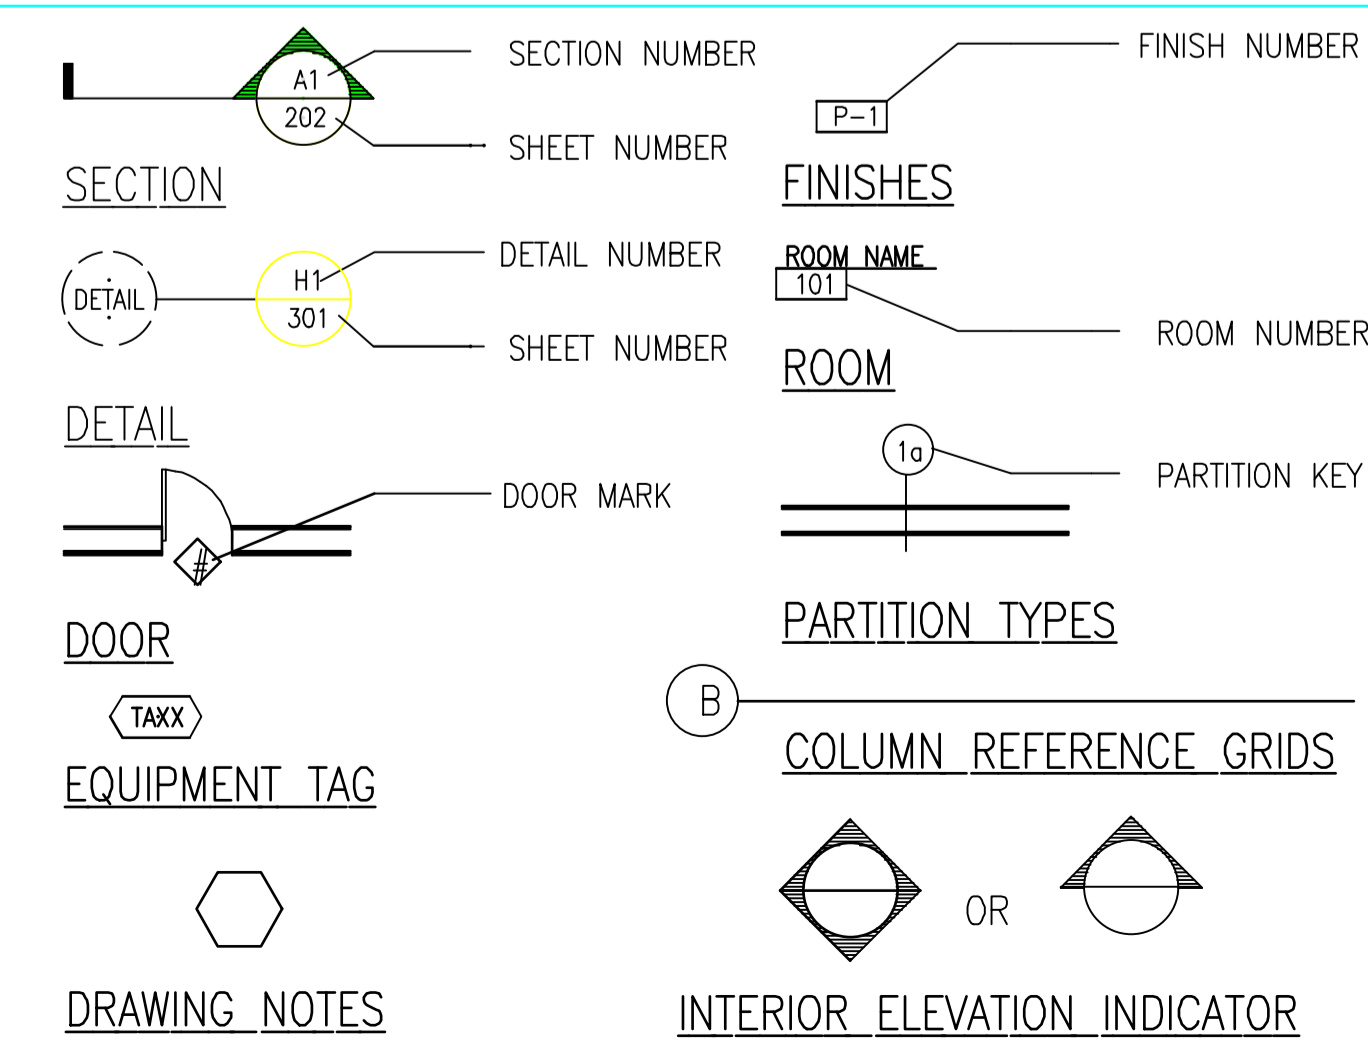 SECTION NUMBER
A1
202
SHEET NUMBER
SECTION
DETAIL NUMBER
DETAIL
H1
301
SHEET NUMBER
DETAIL
DOOR MARK
#
DOOR
TAXX
EQUIPMENT TAG
DRAWING NOTES
FINISH NUMBER
P-1
FINISHES
ROOM NAME
101
ROOM NUMBER
ROOM
1a
PARTITION KEY
PARTITION TYPES
B
COLUMN REFERENCE GRIDS
OR
INTERIOR ELEVATION INDICATOR